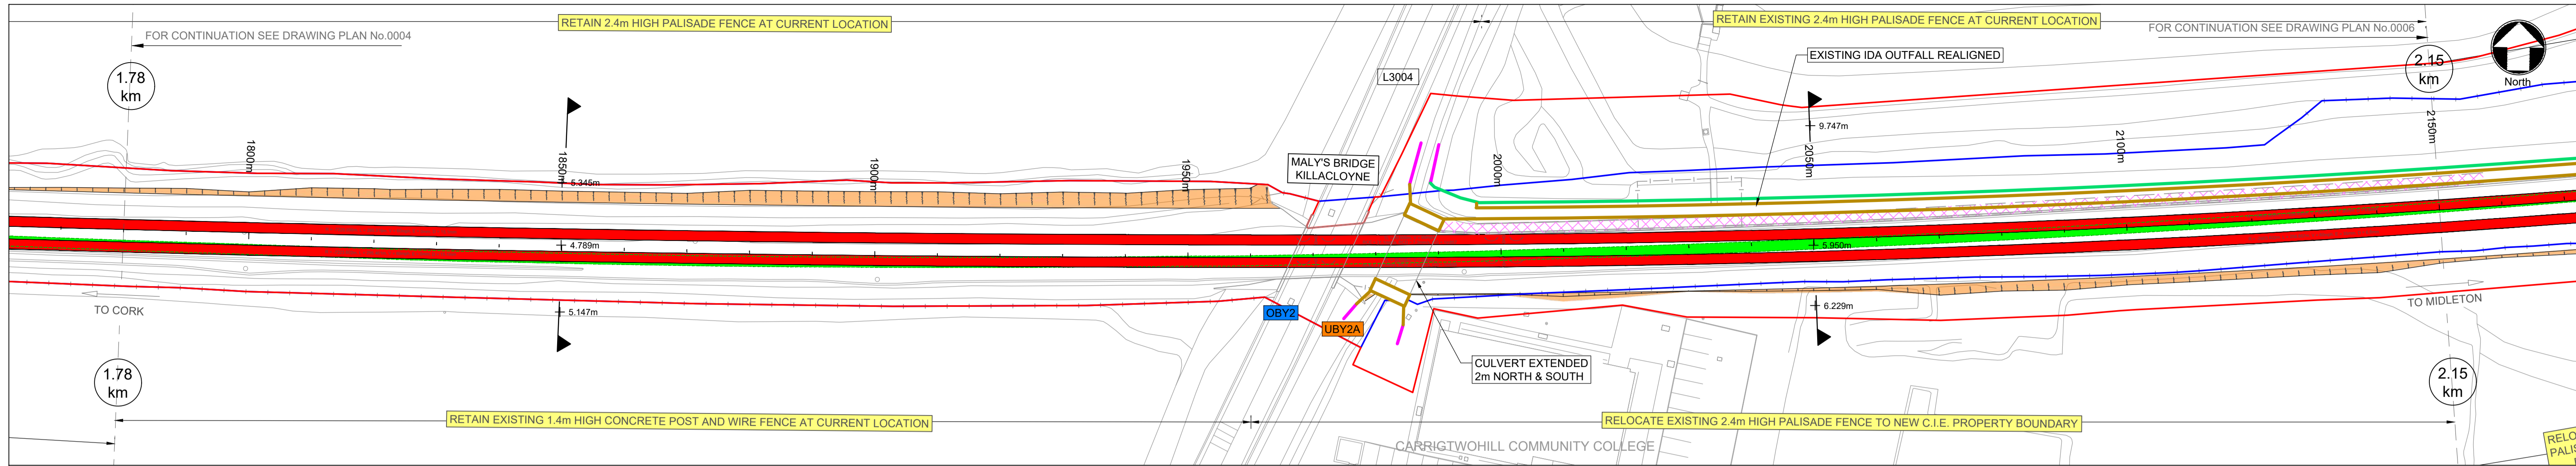 RETAIN 2.4m HIGH PALISADE FENCE AT CURRENT LOCATION
RETAIN EXISTING 2.4m HIGH PALISADE FENCE AT CURRENT LOCATION
FOR CONTINUATION SEE DRAWING PLAN No.0004
FOR CONTINUATION SEE DRAWING PLAN No.0006
EXISTING IDA OUTFALL REALIGNED
1.78
km
L3004
2.15
km
North
9.747m
1800m
1850m
1900m
1950m
2000m
2050m
2100m
2150m
MALY'S BRIDGE
KILLACLOYNE
5.345m
4.789m
5.950m
TO CORK
5.147m
OBY2
UBY2A
6.229m
TO MIDLETON
CULVERT EXTENDED
2m NORTH & SOUTH
1.78
km
2.15
km
RETAIN EXISTING 1.4m HIGH CONCRETE POST AND WIRE FENCE AT CURRENT LOCATION
RELOCATE EXISTING 2.4m HIGH PALISADE FENCE TO NEW C.I.E. PROPERTY BOUNDARY
CARRIGTWOHILL COMMUNITY COLLEGE